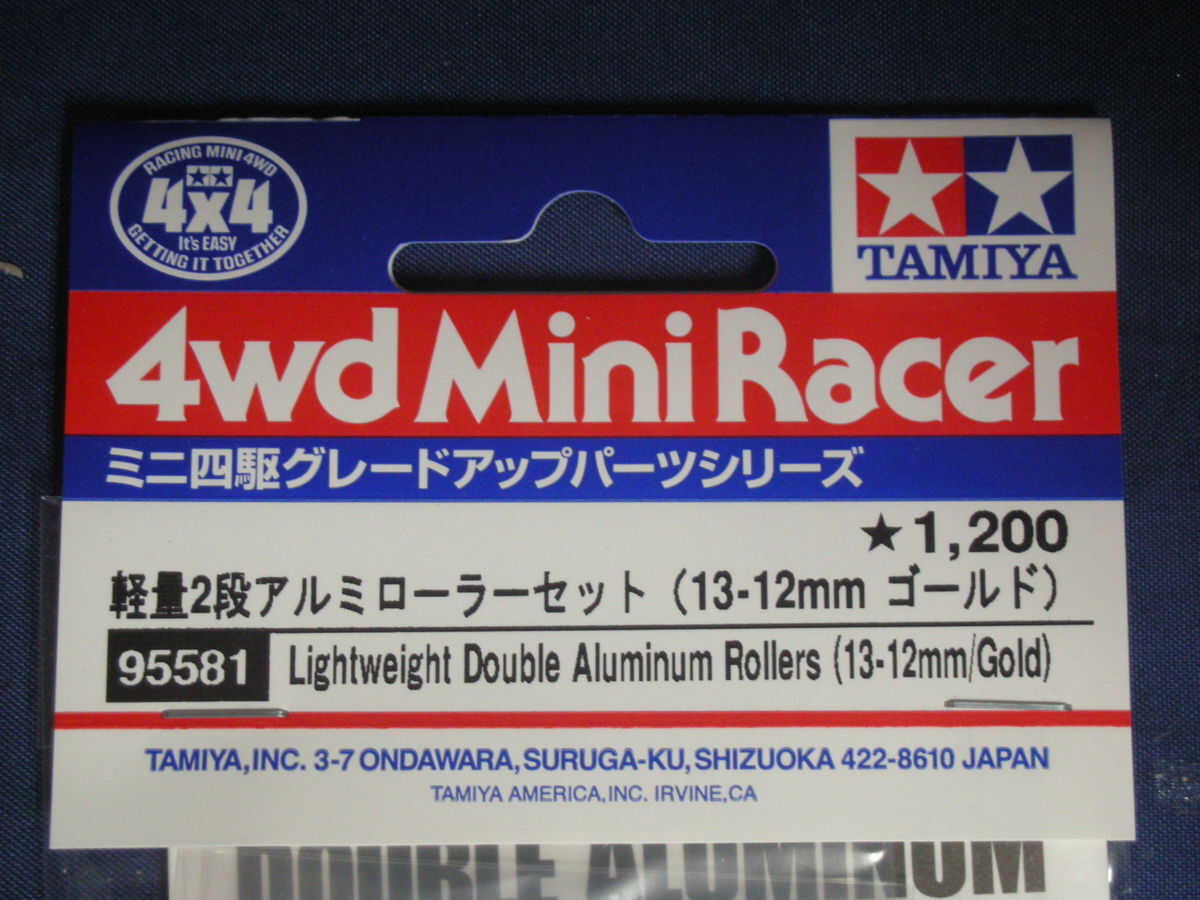 RACING MINI 4WD
4x4
It's EASY
GETTING IT TOGETHER
TAMIYA
4wd Mini Racer
ミニ四駆グレードアップパーツシリーズ
★1,200
軽量2段アルミローラーセット（13-12mm ゴールド）
95581 Lightweight Double Aluminum Rollers (13-12mm/Gold)
TAMIYA,INC. 3-7 ONDAWARA, SURUGA-KU, SHIZUOKA 422-8610 JAPAN
TAMIYA AMERICA,INC. IRVINE,CA
DOUBLE ALUMINUM